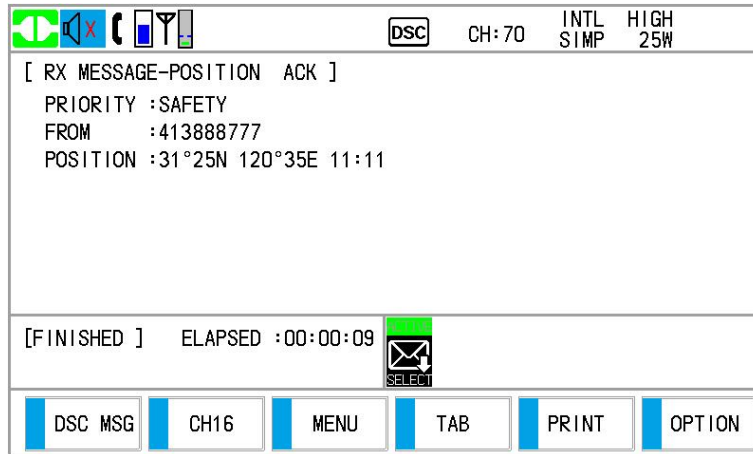 DSC CH:70 INTL HIGH
SIMP 25W
[ RX MESSAGE-POSITION ACK ]
PRIORITY :SAFETY
FROM :413888777
POSITION :31°25N 120°35E 11:11
[FINISHED ] ELAPSED :00:00:09
SELECT
DSC MSG CH16 MENU TAB PRINT OPTION